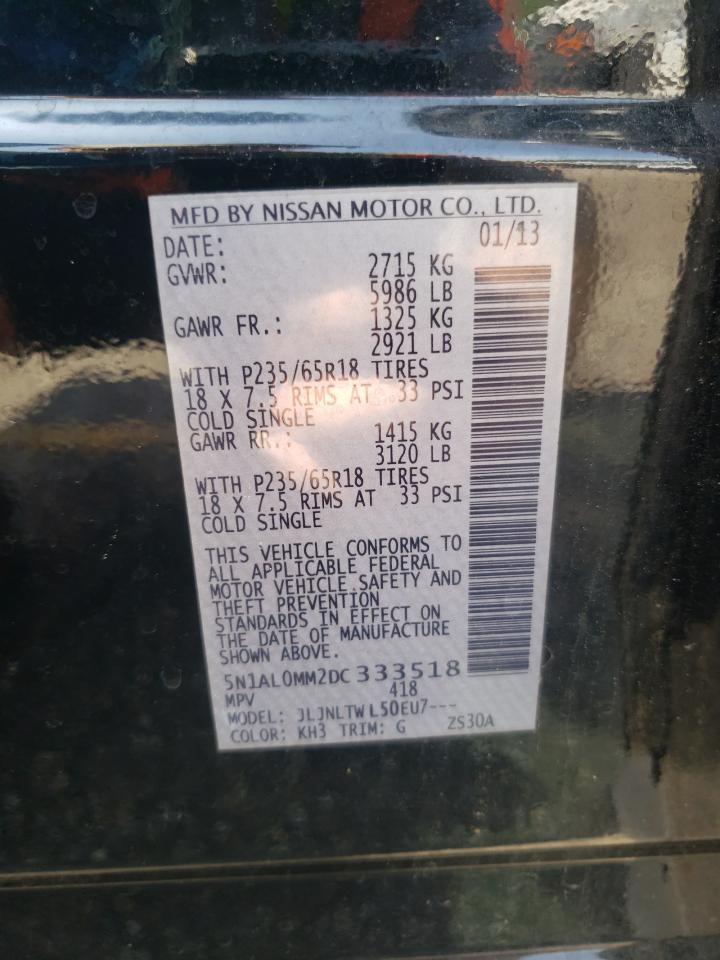 MFD BY NISSAN MOTOR CO., LTD.
DATE: 01/13
GVWR: 2715 KG
5986 LB
GAWR FR.: 1325 KG
2921 LB
WITH P235/65R18 TIRES
18 X 7.5 RIMS AT 33 PSI
COLD SINGLE
GAWR RR.: 1415 KG
3120 LB
WITH P235/65R18 TIRES
18 X 7.5 RIMS AT 33 PSI
COLD SINGLE
THIS VEHICLE CONFORMS TO
ALL APPLICABLE FEDERAL
MOTOR VEHICLE SAFETY AND
THEFT PREVENTION
STANDARDS IN EFFECT ON
THE DATE OF MANUFACTURE
SHOWN ABOVE.
5N1AL0MM2DC333518
MPV 418
MODEL: JLJNLTWL50EU7---
COLOR: KH3 TRIM: G ZS30A